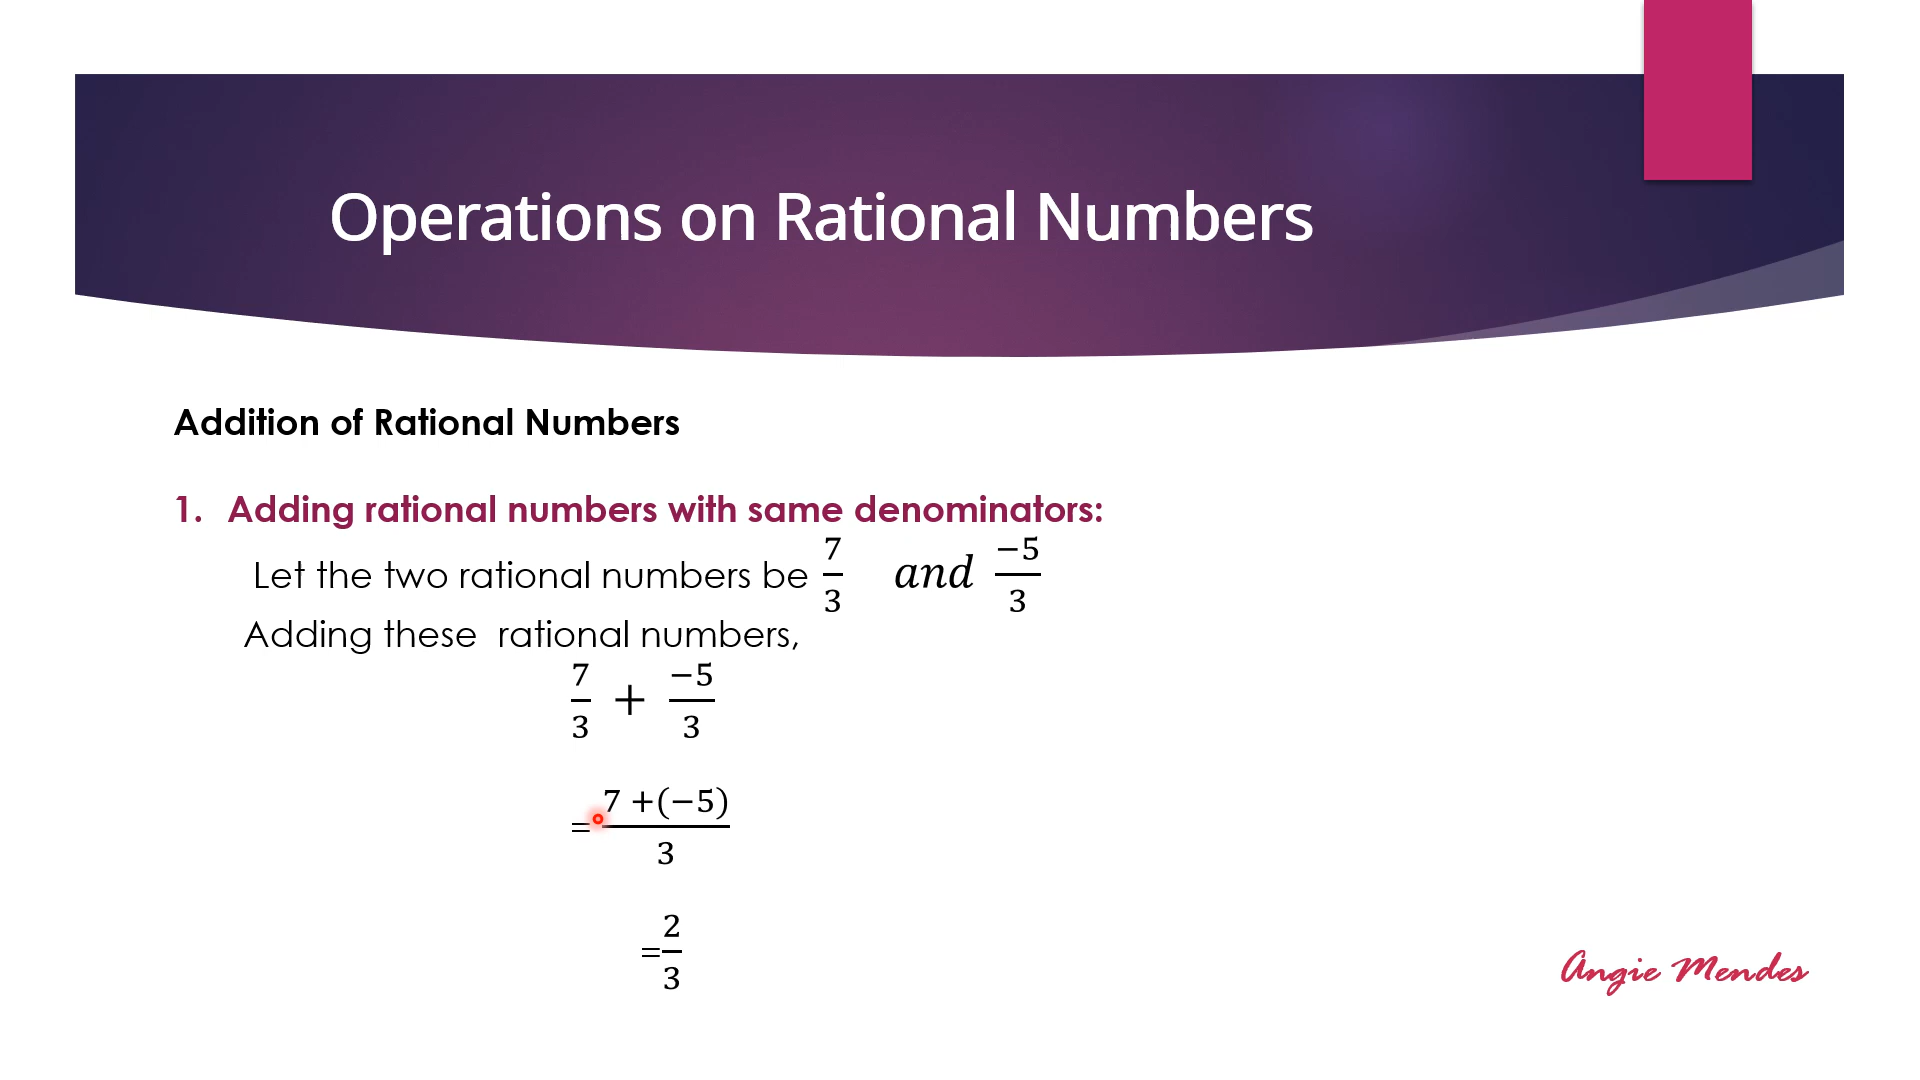 Operations on Rational Numbers
Addition of Rational Numbers
1. Adding rational numbers with same denominators:
Let the two rational numbers be 7/3 and −5/3
Adding these rational numbers,
7/3 + −5/3
= 7 +(−5)/3
= 2/3
Angie Mendes